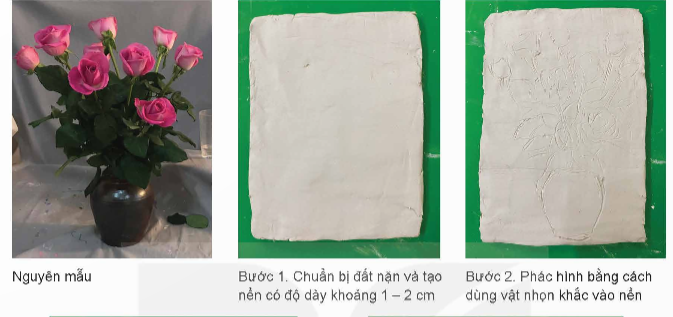 Nguyên mẫu
Bước 1. Chuẩn bị đất nặn và tạo
nền có độ dày khoảng 1 – 2 cm
Bước 2. Phác hình bằng cách
dùng vật nhọn khắc vào nền